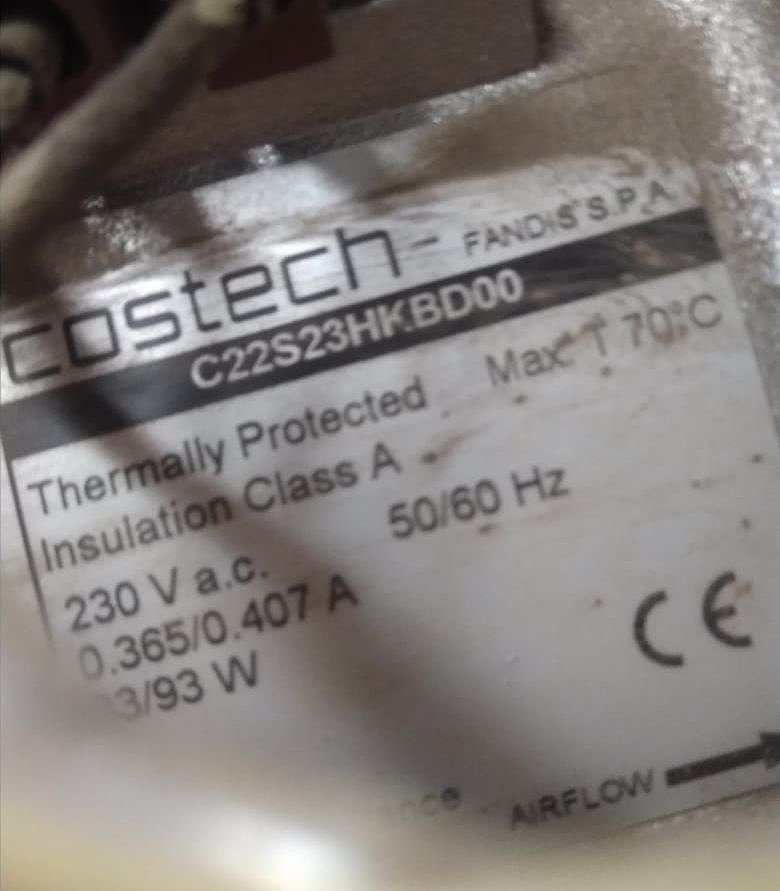 costech - FANDIS S.P.A.
C22S23HKBD00
Thermally Protected Max. T 70°C
Insulation Class A
230 V a.c. 50/60 Hz
0.365/0.407 A
3/93 W
CE
AIRFLOW